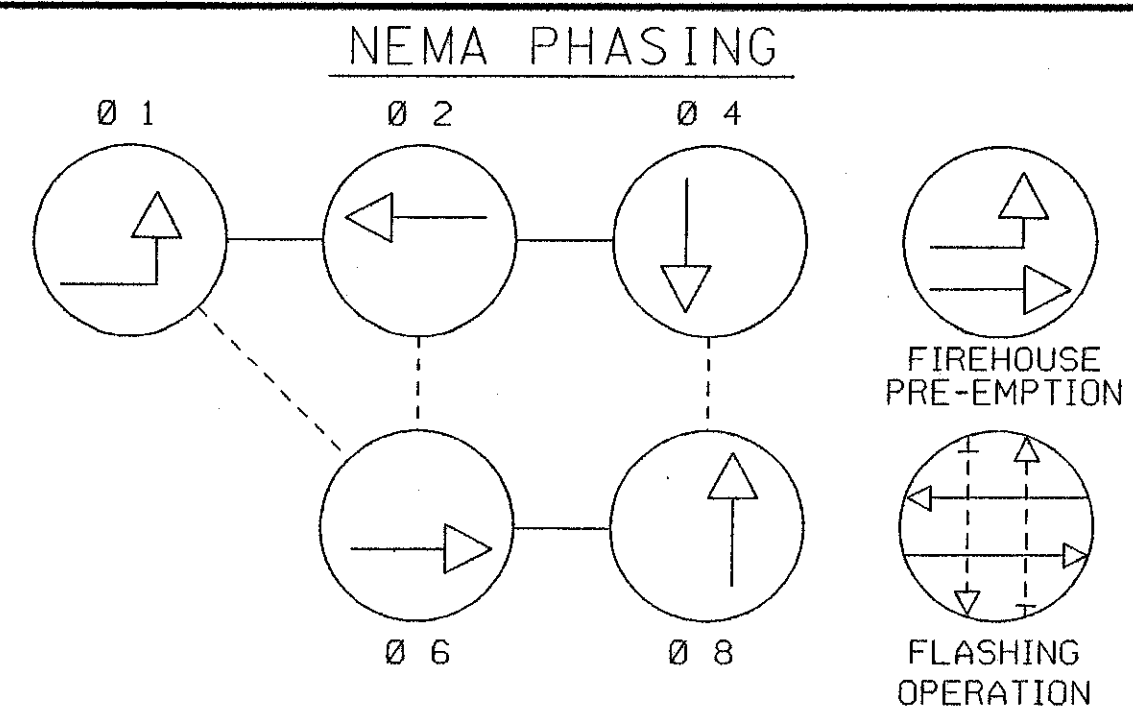 NEMA PHASING
Ø 1
Ø 2
Ø 4
FIREHOUSE
PRE-EMPTION
Ø 6
Ø 8
FLASHING
OPERATION